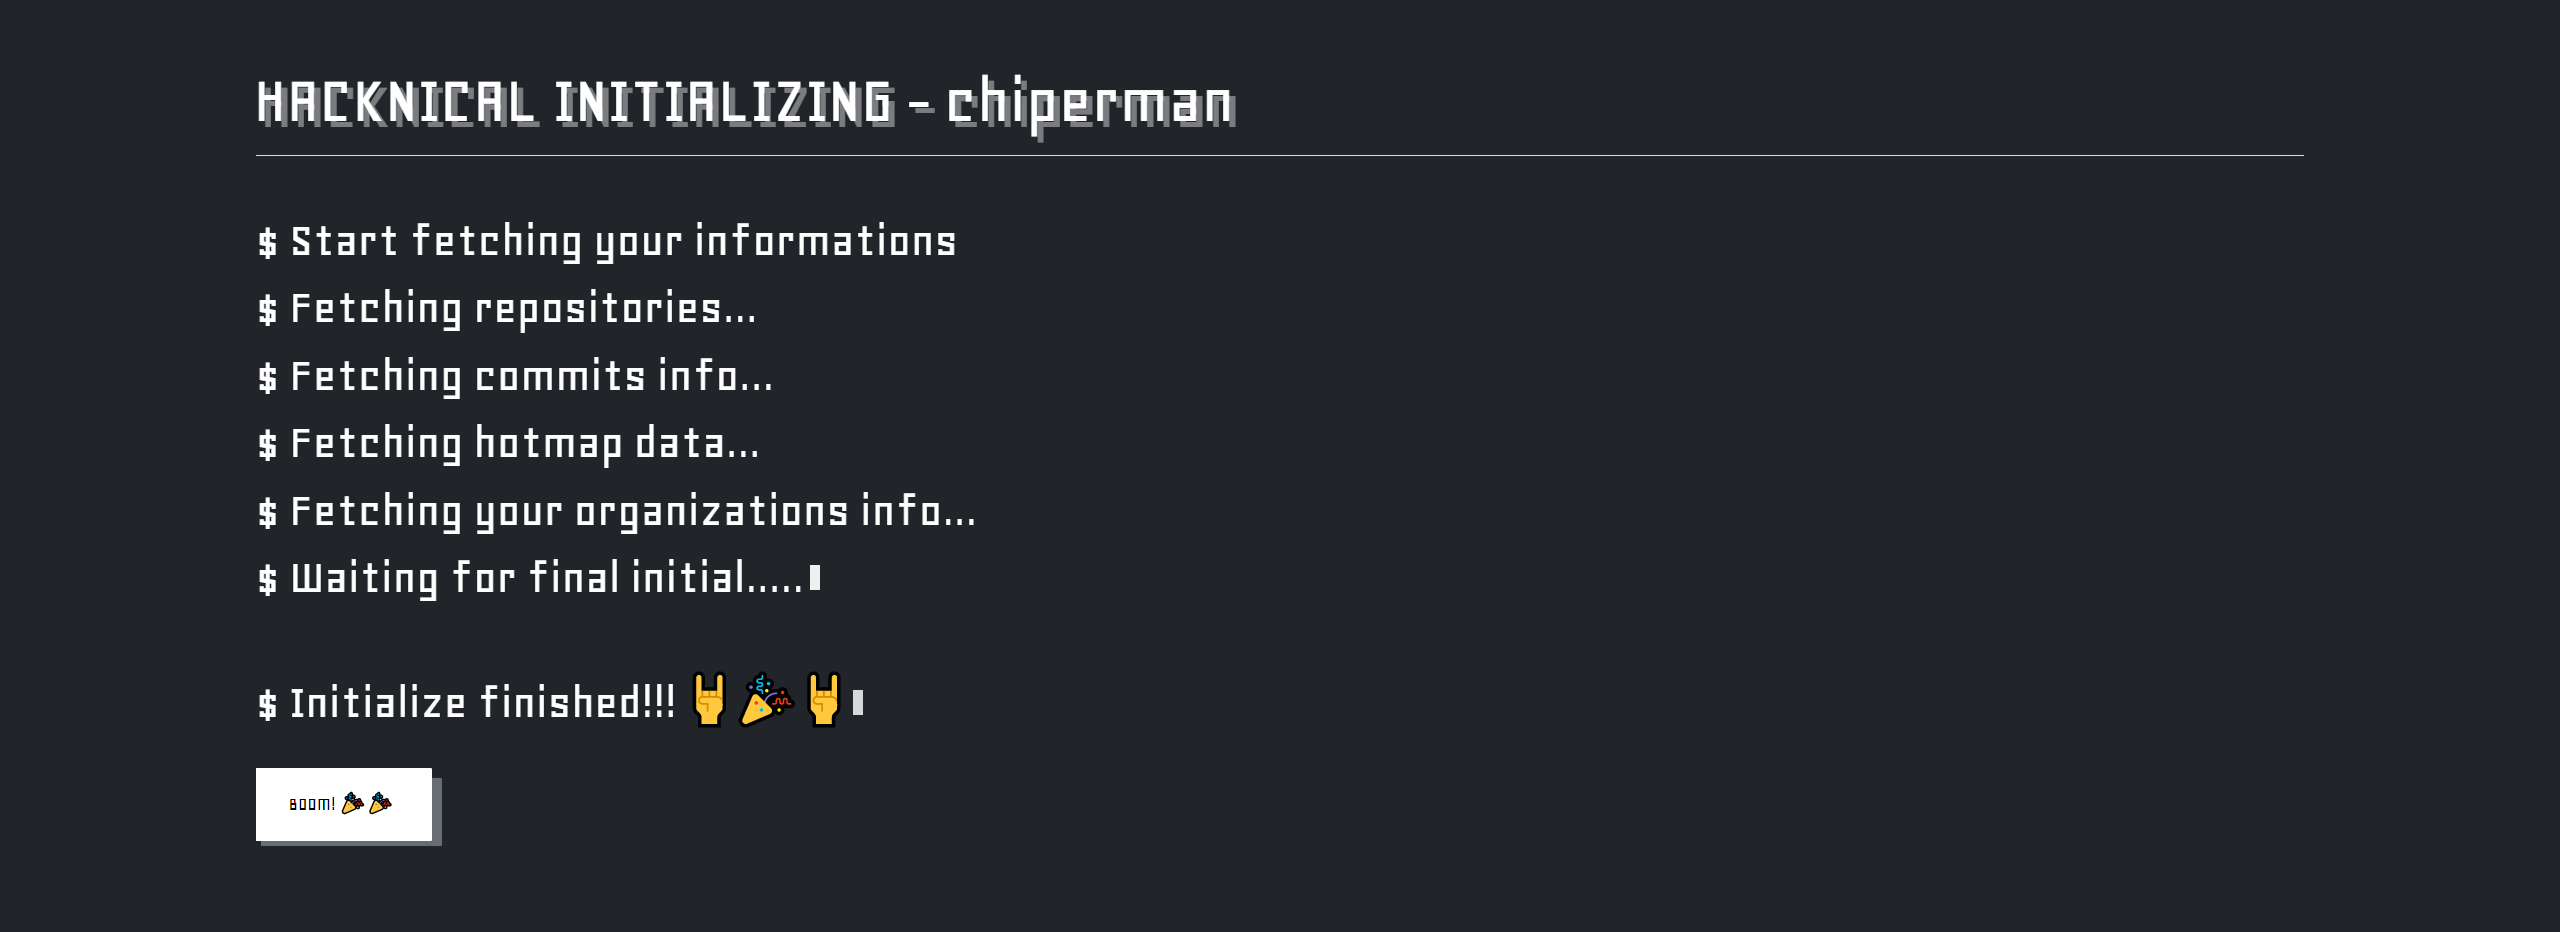 HACKNICAL INITIALIZING - chiperman
$ Start fetching your informations
$ Fetching repositories...
$ Fetching commits info...
$ Fetching hotmap data...
$ Fetching your organizations info...
$ Waiting for final initial.....
$ Initialize finished!!! 🤘🎉🤘
BOOM! 🎉🎉